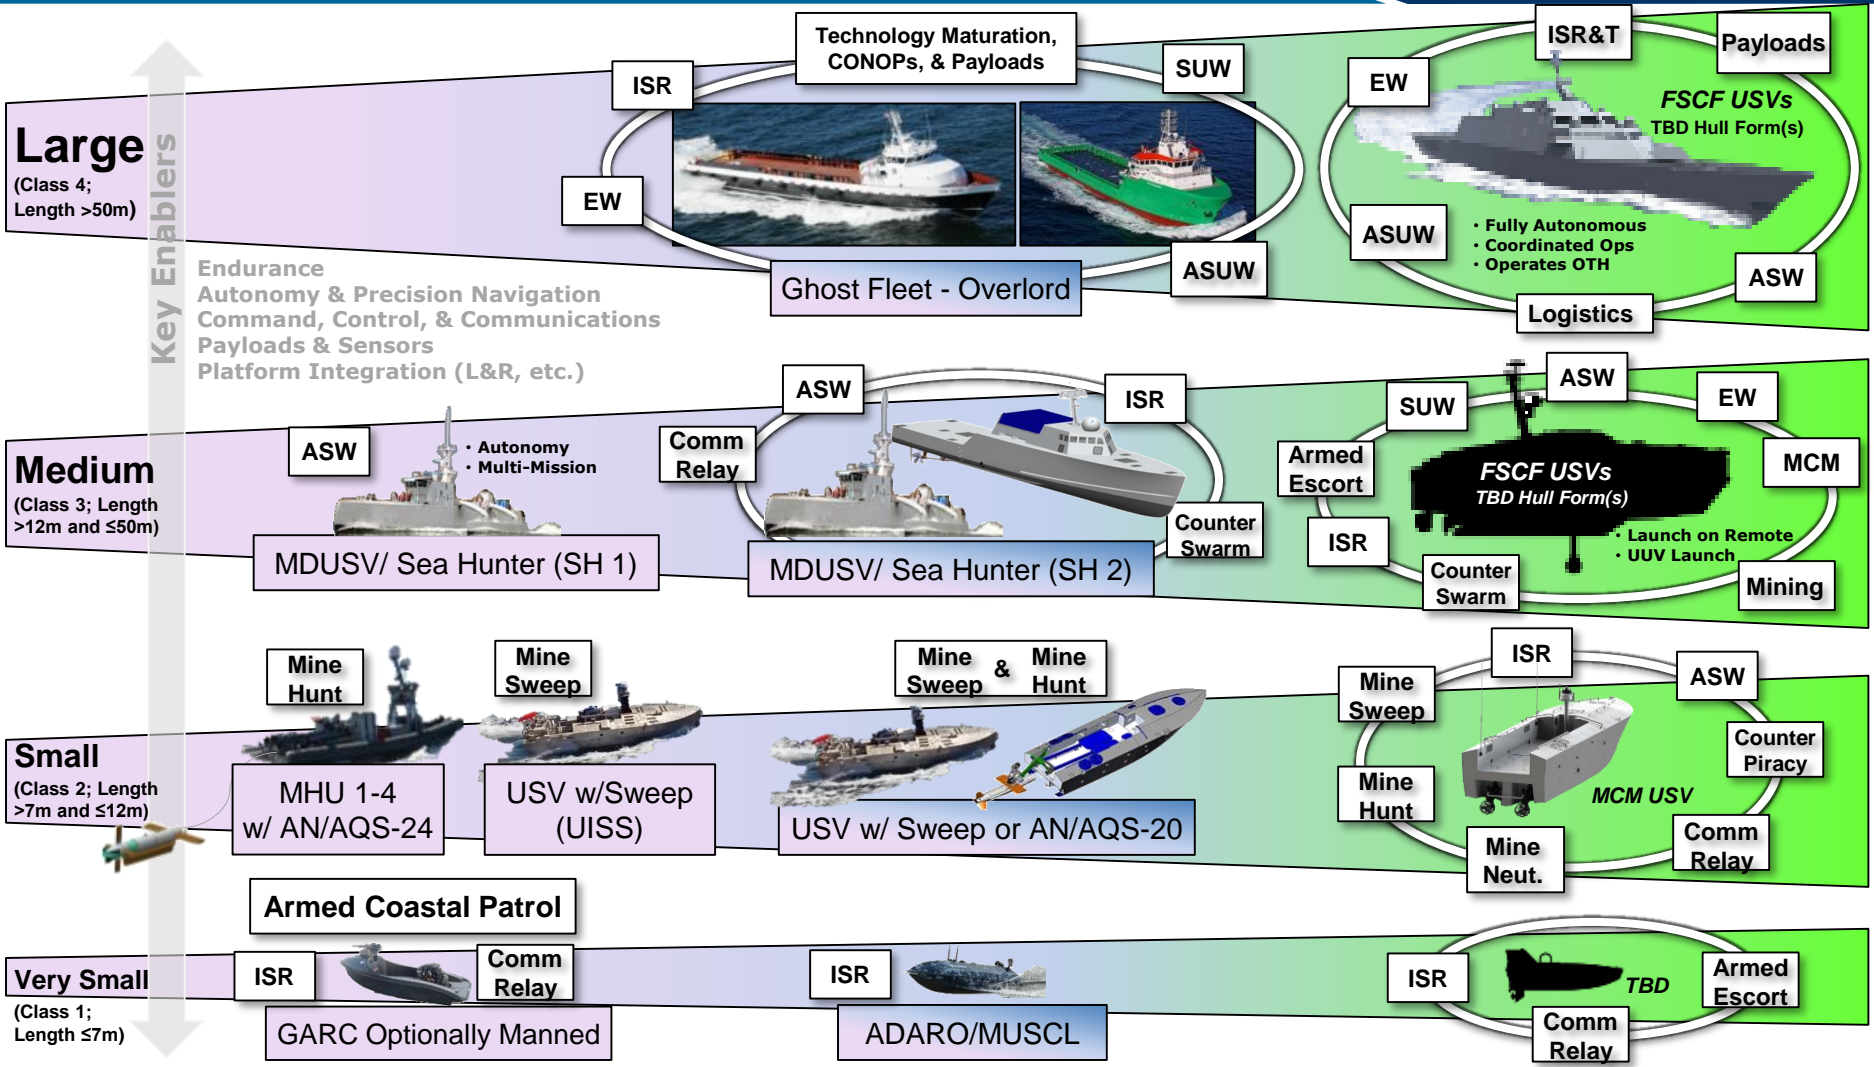 Technology Maturation,
CONOPs, & Payloads
ISR
SUW
EW
ASUW
Ghost Fleet - Overlord
ISR&T
Payloads
EW
FSCF USVs
TBD Hull Form(s)
ASUW
• Fully Autonomous
• Coordinated Ops
• Operates OTH
ASW
Logistics
Large
(Class 4;
Length >50m)
Key Enablers
Endurance
Autonomy & Precision Navigation
Command, Control, & Communications
Payloads & Sensors
Platform Integration (L&R, etc.)
Medium
(Class 3; Length
>12m and ≤50m)
ASW
• Autonomy
• Multi-Mission
MDUSV/ Sea Hunter (SH 1)
ASW
ISR
Comm
Relay
Counter
Swarm
MDUSV/ Sea Hunter (SH 2)
ASW
SUW
EW
Armed
Escort
MCM
FSCF USVs
TBD Hull Form(s)
ISR
• Launch on Remote
• UUV Launch
Counter
Swarm
Mining
Small
(Class 2; Length
>7m and ≤12m)
Mine
Hunt
MHU 1-4
w/ AN/AQS-24
Mine
Sweep
USV w/Sweep
(UISS)
Mine
Sweep
&
Mine
Hunt
USV w/ Sweep or AN/AQS-20
ISR
Mine
Sweep
ASW
Counter
Piracy
Mine
Hunt
MCM USV
Mine
Neut.
Comm
Relay
Very Small
(Class 1;
Length ≤7m)
Armed Coastal Patrol
ISR
Comm
Relay
GARC Optionally Manned
ISR
ADARO/MUSCL
ISR
TBD
Armed
Escort
Comm
Relay